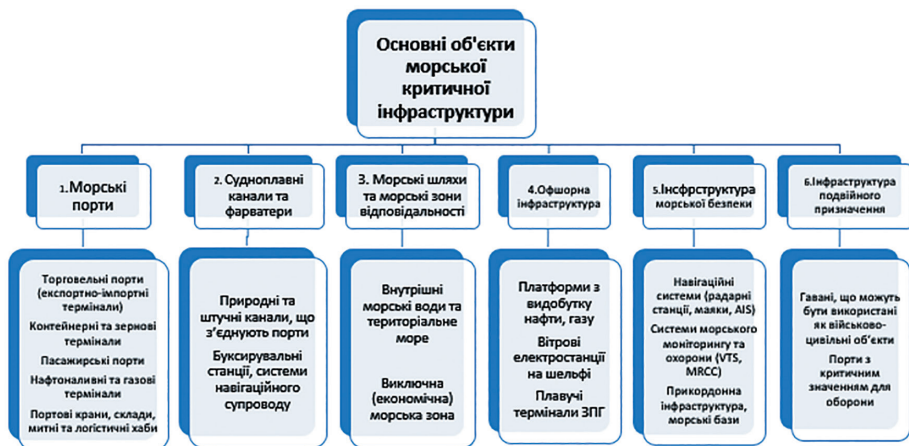 Основні об'єкти
морської
критичної
інфраструктури
1.Морські
порти
2. Судноплавні
канали та
фарватери
3. Морські шляхи
та морські зони
відповідальності
4.Офшорна
інфраструктура
5.Інсфрструктура
морської безпеки
6.Інфраструктура
подвійного
призначення
Торговельні порти
(експортно-імпортні
термінали)
Контейнерні та зернові
термінали
Пасажирські порти
Нафтоналивні та газові
термінали
Портові крани, склади,
митні та логістичні хаби
Природні та
штучні канали, що
з’єднують порти
Буксирувальні
станції, системи
навігаційного
супроводу
Внутрішні
морські води та
територіальне
море
Виключна
(економічна)
морська зона
Платформи з
видобутку
нафти, газу
Вітрові
електростанції
на шельфі
Плавучі
термінали ЗПГ
Навігаційні
системи (радарні
станції, маяки, AIS)
Системи морського
моніторингу та
охорони (VTS,
MRCC)
Прикордонна
інфраструктура,
морські бази
Гавані, що можуть
бути використані
як військово-
цивільні об’єкти
Порти з
критичним
значенням для
оборони